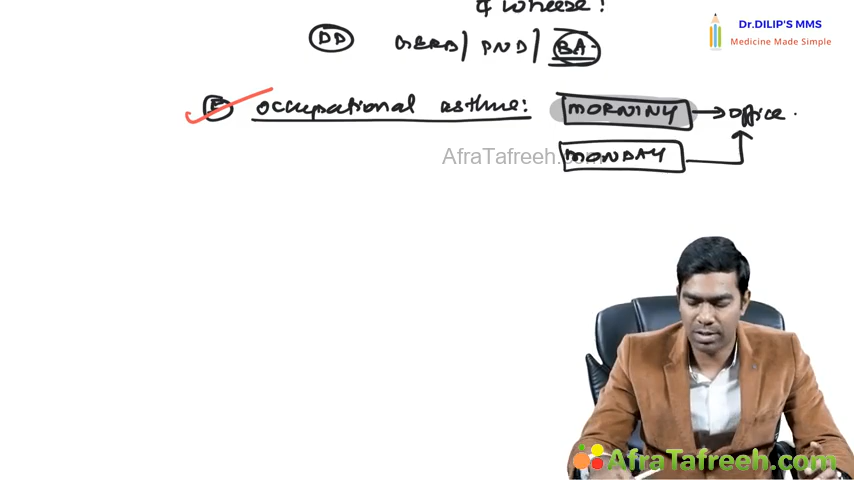 & wheeze!
Dr.DILIP'S MMS
Medicine Made Simple
DD GERD / PND / BA
E occupational asthma: MORNING → office.
AfraTafreeh.com
MONDAY
AfraTafreeh.com